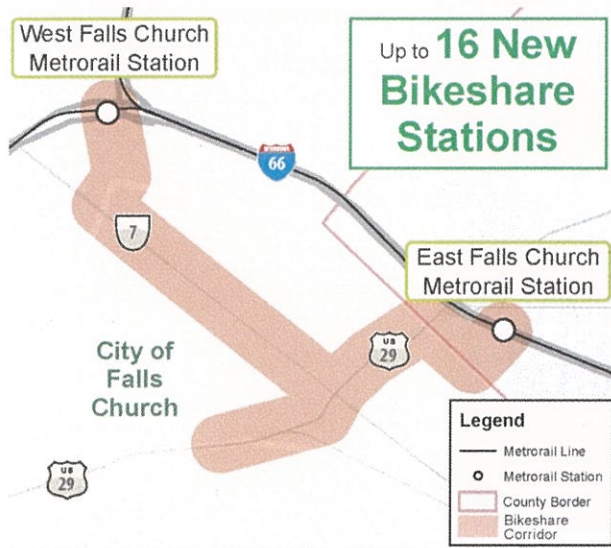 West Falls Church
Metrorail Station
Up to 16 New
Bikeshare
Stations
INTERSTATE
66
7
East Falls Church
Metrorail Station
US
29
City of
Falls
Church
US
29
Legend
Metrorail Line
Metrorail Station
County Border
Bikeshare
Corridor